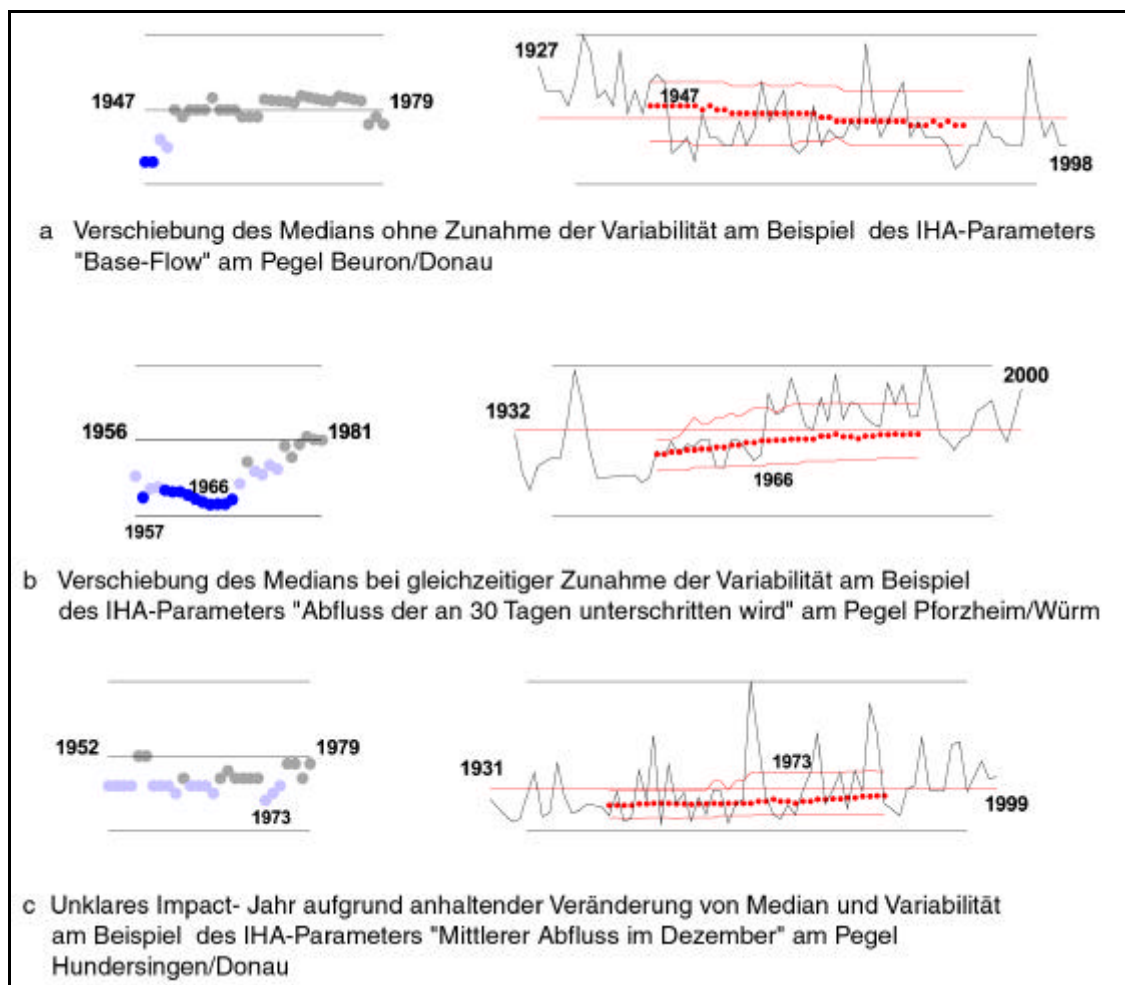 1927
1947
1979
1947
1998
a Verschiebung des Medians ohne Zunahme der Variabilität am Beispiel des IHA-Parameters
"Base-Flow" am Pegel Beuron/Donau
2000
1932
1956
1981
1966
1966
1957
b Verschiebung des Medians bei gleichzeitiger Zunahme der Variabilität am Beispiel
des IHA-Parameters "Abfluss der an 30 Tagen unterschritten wird" am Pegel Pforzheim/Würm
1952
1979
1973
1931
1973
1999
c Unklares Impact- Jahr aufgrund anhaltender Veränderung von Median und Variabilität
am Beispiel des IHA-Parameters "Mittlerer Abfluss im Dezember" am Pegel
Hundersingen/Donau